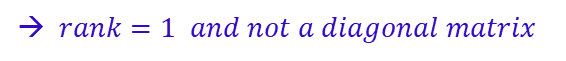 → rank = 1 and not a diagonal matrix